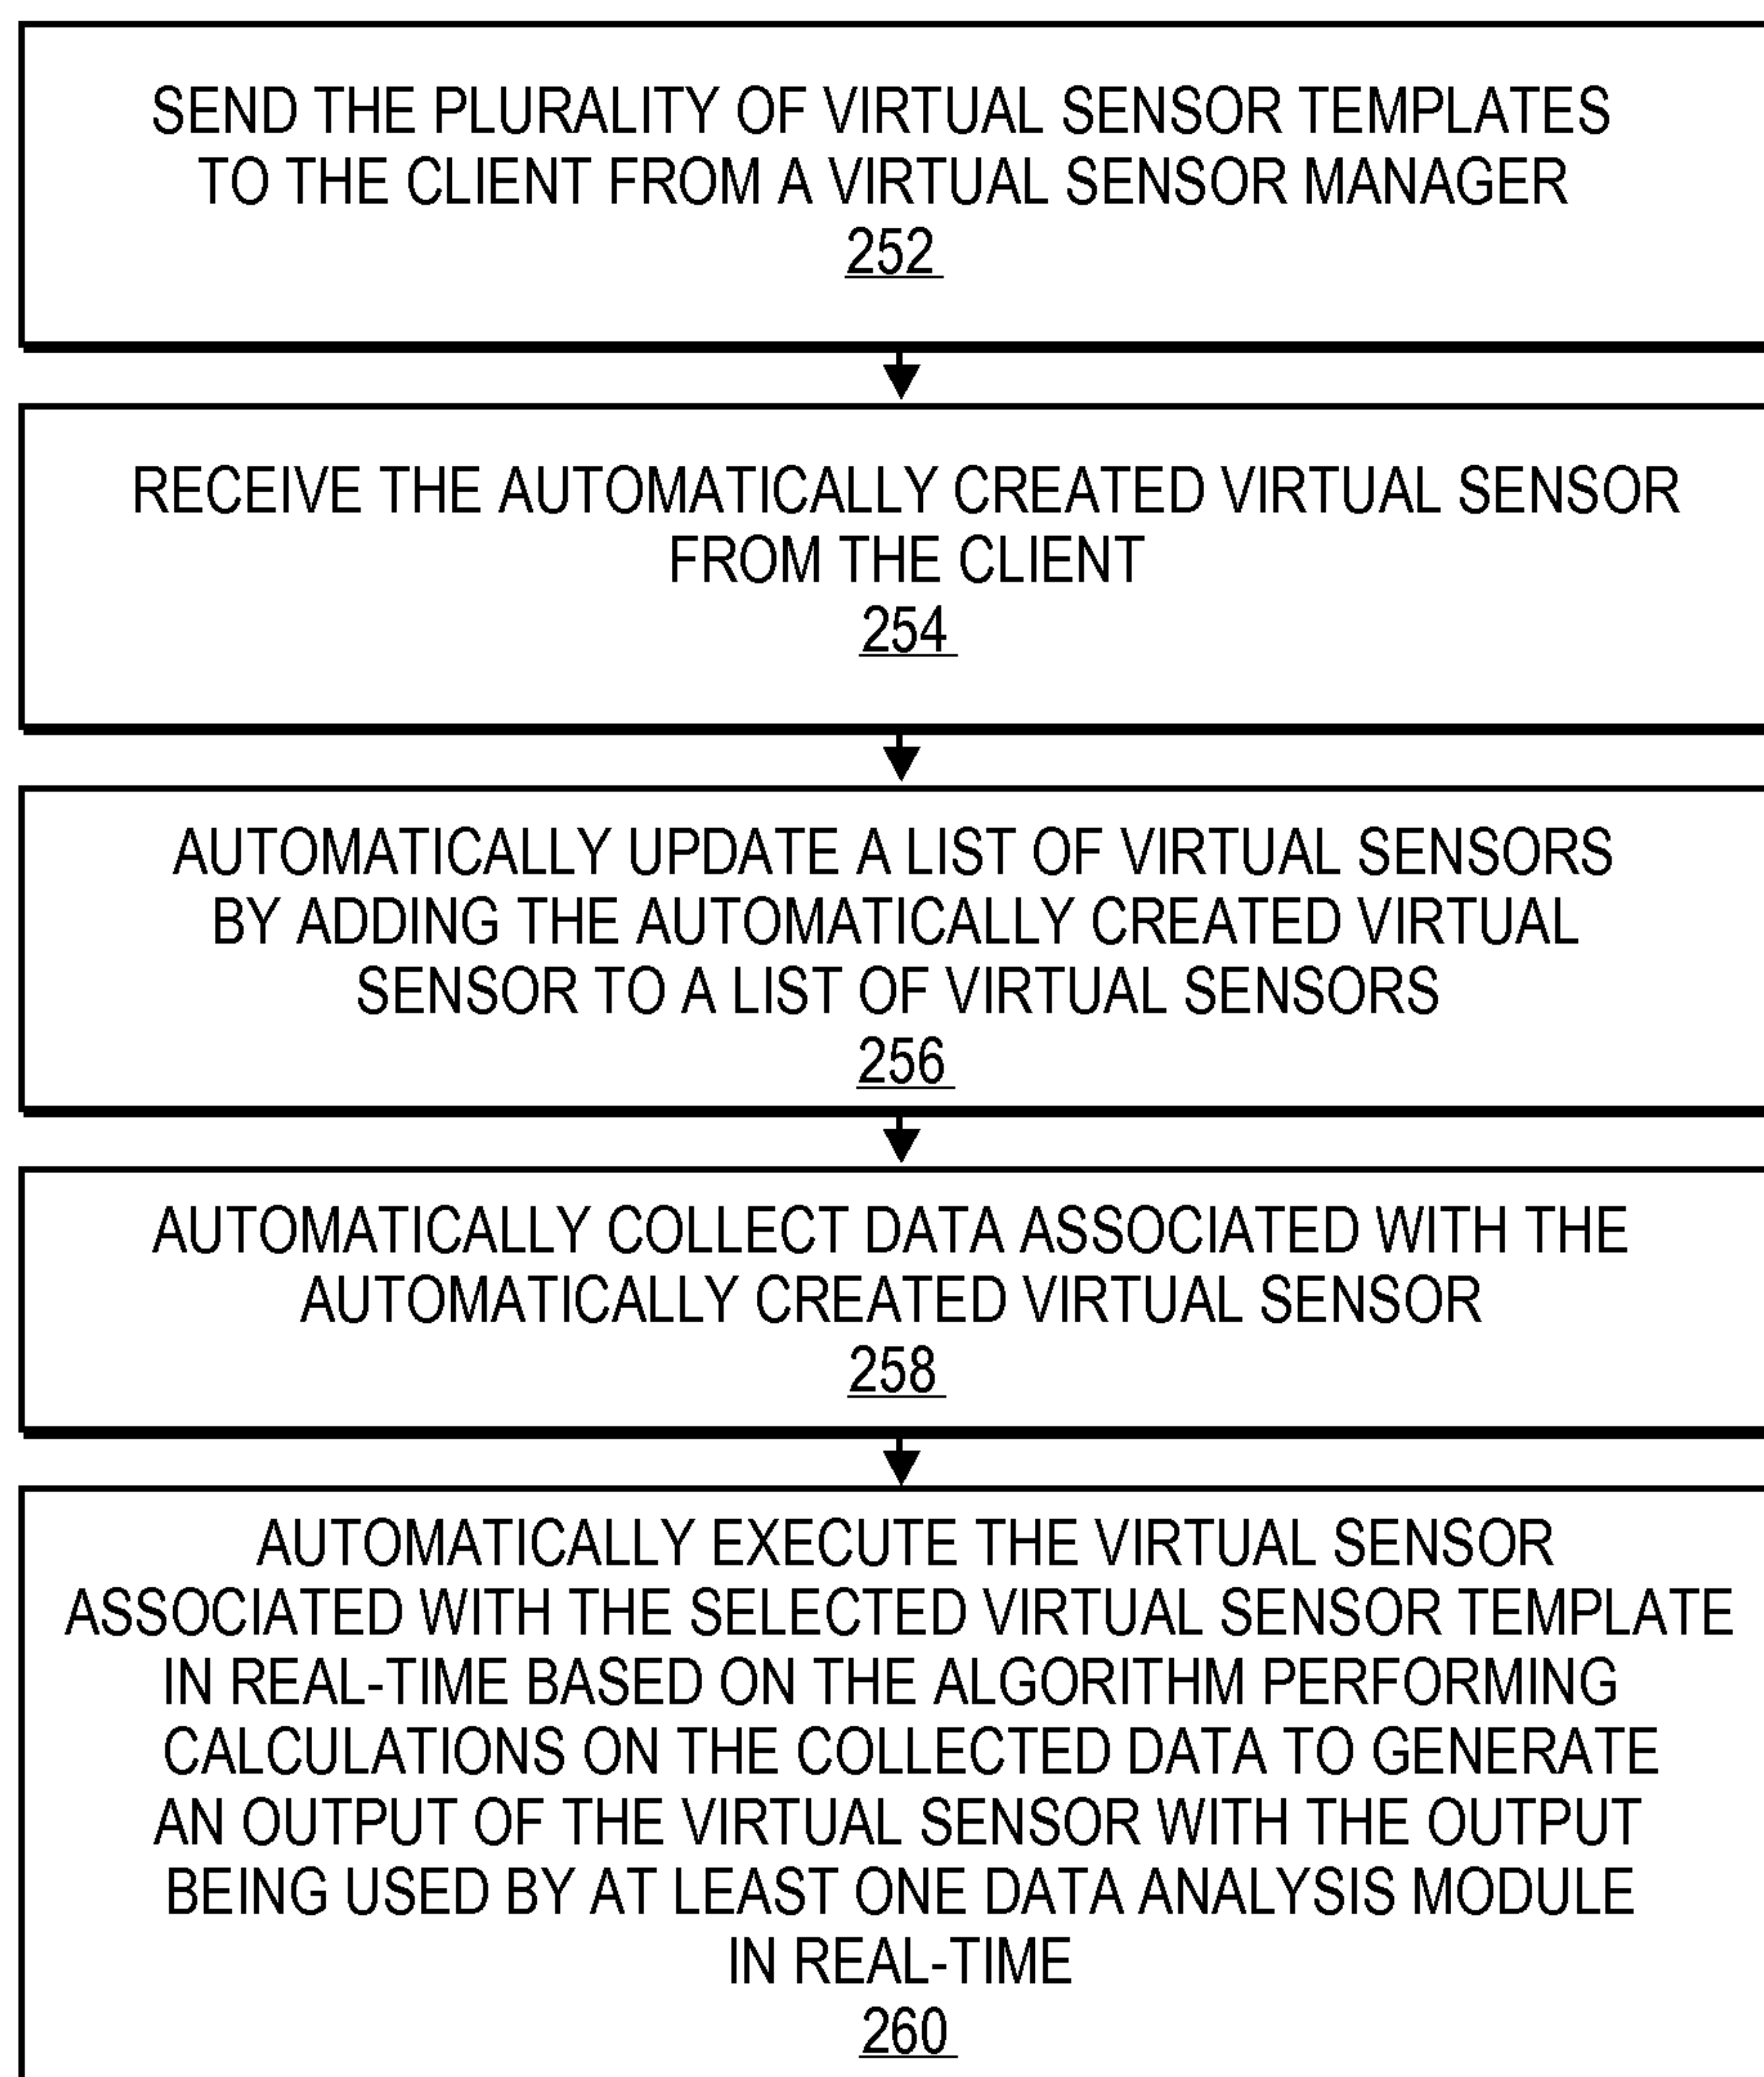 SEND THE PLURALITY OF VIRTUAL SENSOR TEMPLATES
TO THE CLIENT FROM A VIRTUAL SENSOR MANAGER
252
RECEIVE THE AUTOMATICALLY CREATED VIRTUAL SENSOR
FROM THE CLIENT
254
AUTOMATICALLY UPDATE A LIST OF VIRTUAL SENSORS
BY ADDING THE AUTOMATICALLY CREATED VIRTUAL
SENSOR TO A LIST OF VIRTUAL SENSORS
256
AUTOMATICALLY COLLECT DATA ASSOCIATED WITH THE
AUTOMATICALLY CREATED VIRTUAL SENSOR
258
AUTOMATICALLY EXECUTE THE VIRTUAL SENSOR
ASSOCIATED WITH THE SELECTED VIRTUAL SENSOR TEMPLATE
IN REAL-TIME BASED ON THE ALGORITHM PERFORMING
CALCULATIONS ON THE COLLECTED DATA TO GENERATE
AN OUTPUT OF THE VIRTUAL SENSOR WITH THE OUTPUT
BEING USED BY AT LEAST ONE DATA ANALYSIS MODULE
IN REAL-TIME
260